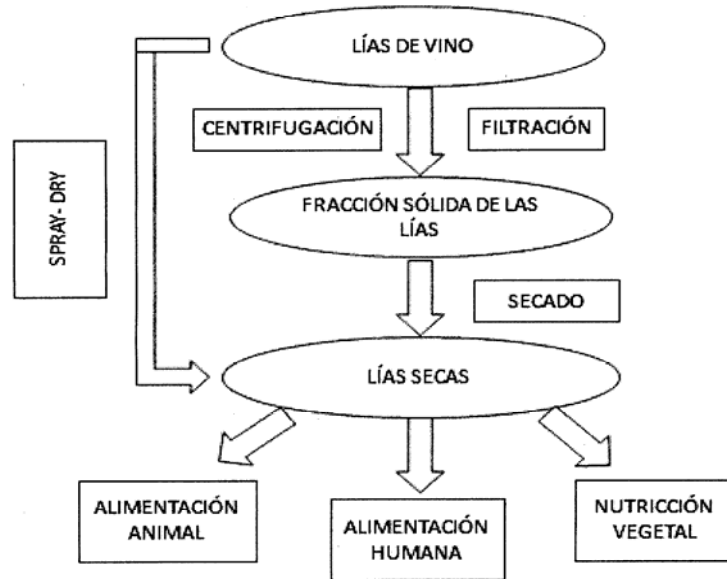 LÍAS DE VINO
CENTRIFUGACIÓN
FILTRACIÓN
SPRAY- DRY
FRACCIÓN SÓLIDA DE LAS
LÍAS
SECADO
LÍAS SECAS
ALIMENTACIÓN
ANIMAL
ALIMENTACIÓN
HUMANA
NUTRICCIÓN
VEGETAL